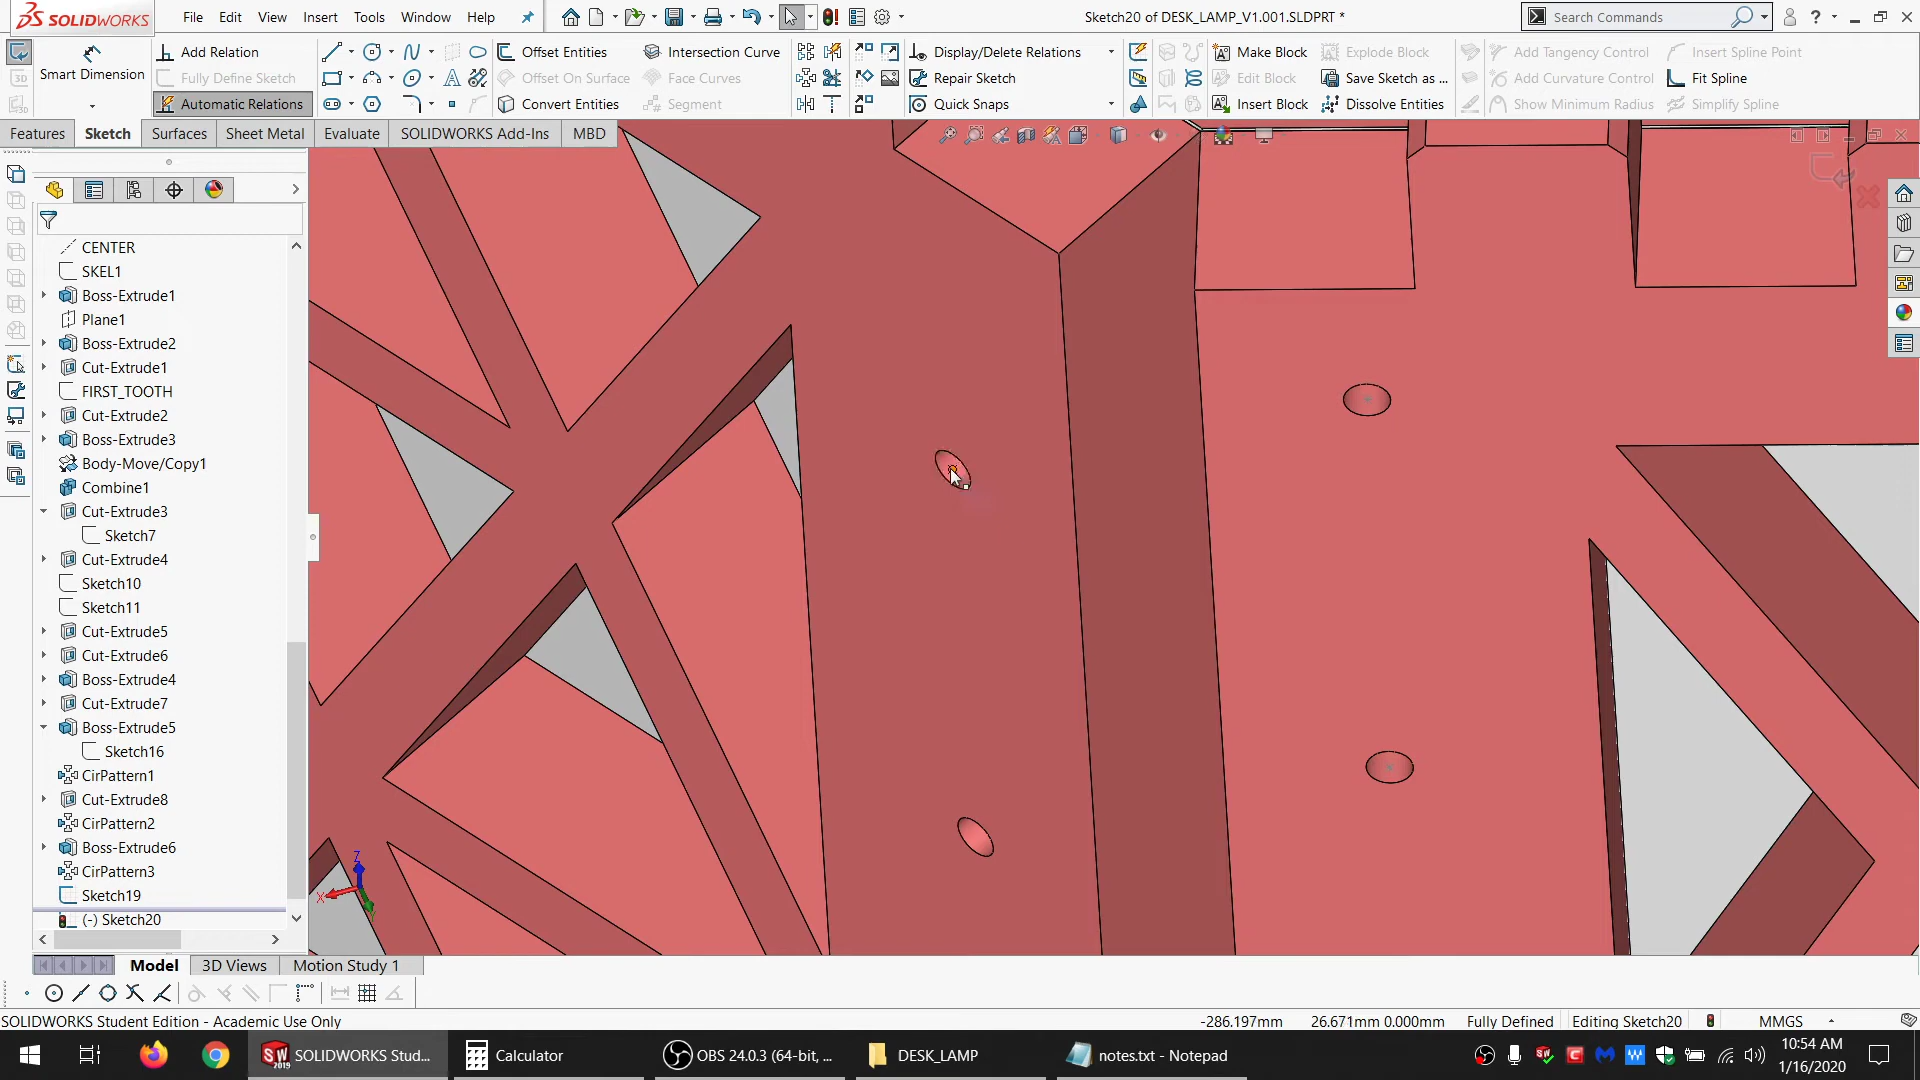 SOLIDWORKS
File
Edit
View
Insert
Tools
Window
Help
Sketch20 of DESK_LAMP_V1.001.SLDPRT *
Search Commands
Smart Dimension
Add Relation
Fully Define Sketch
Automatic Relations
Offset Entities
Offset On Surface
Convert Entities
Intersection Curve
Face Curves
Segment
Display/Delete Relations
Repair Sketch
Quick Snaps
Make Block
Edit Block
Insert Block
Explode Block
Save Sketch as ...
Dissolve Entities
Add Tangency Control
Add Curvature Control
Show Minimum Radius
Insert Spline Point
Fit Spline
Simplify Spline
Features
Sketch
Surfaces
Sheet Metal
Evaluate
SOLIDWORKS Add-Ins
MBD
CENTER
SKEL1
Boss-Extrude1
Plane1
Boss-Extrude2
Cut-Extrude1
FIRST_TOOTH
Cut-Extrude2
Boss-Extrude3
Body-Move/Copy1
Combine1
Cut-Extrude3
Sketch7
Cut-Extrude4
Sketch10
Sketch11
Cut-Extrude5
Cut-Extrude6
Boss-Extrude4
Cut-Extrude7
Boss-Extrude5
Sketch16
CirPattern1
Cut-Extrude8
CirPattern2
Boss-Extrude6
CirPattern3
Sketch19
(-) Sketch20
Z
X
Model
3D Views
Motion Study 1
SOLIDWORKS Student Edition - Academic Use Only
-286.197mm
26.671mm 0.000mm
Fully Defined
Editing Sketch20
MMGS
SOLIDWORKS Stud...
Calculator
OBS 24.0.3 (64-bit, ...
DESK_LAMP
notes.txt - Notepad
10:54 AM
1/16/2020